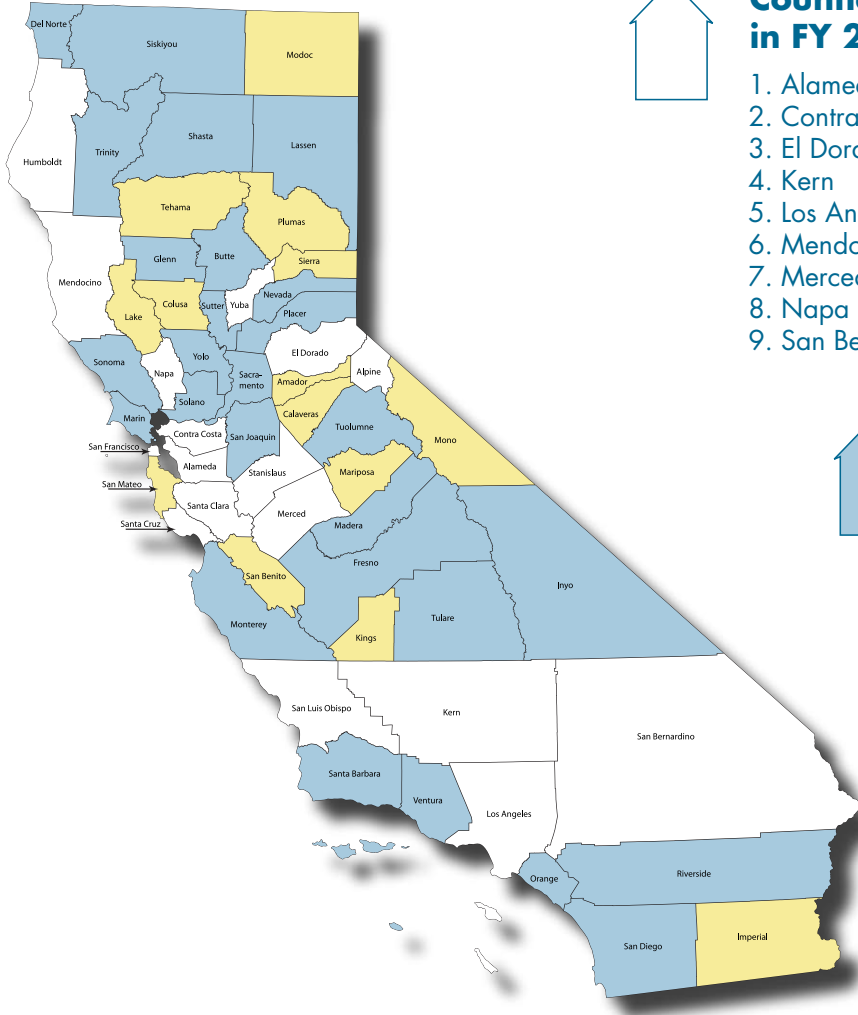 in FY 2
1. Alamed
2. Contra
3. El Dora
4. Kern
5. Los An
6. Mendo
7. Merced
8. Napa
9. San Be
Del Norte
Siskiyou
Modoc
Humboldt
Trinity
Shasta
Lassen
Tehama
Plumas
Mendocino
Glenn
Butte
Sierra
Lake
Colusa
Sutter
Yuba
Nevada
Placer
Sonoma
Napa
Yolo
Sacra-
mento
El Dorado
Alpine
Solano
Amador
Marin
Calaveras
Tuolumne
Mono
San Francisco
Contra Costa
San Joaquin
Alameda
Stanislaus
Mariposa
San Mateo
Santa Clara
Merced
Santa Cruz
Madera
Fresno
San Benito
Inyo
Monterey
Kings
Tulare
San Luis Obispo
Kern
San Bernardino
Santa Barbara
Ventura
Los Angeles
Orange
Riverside
San Diego
Imperial